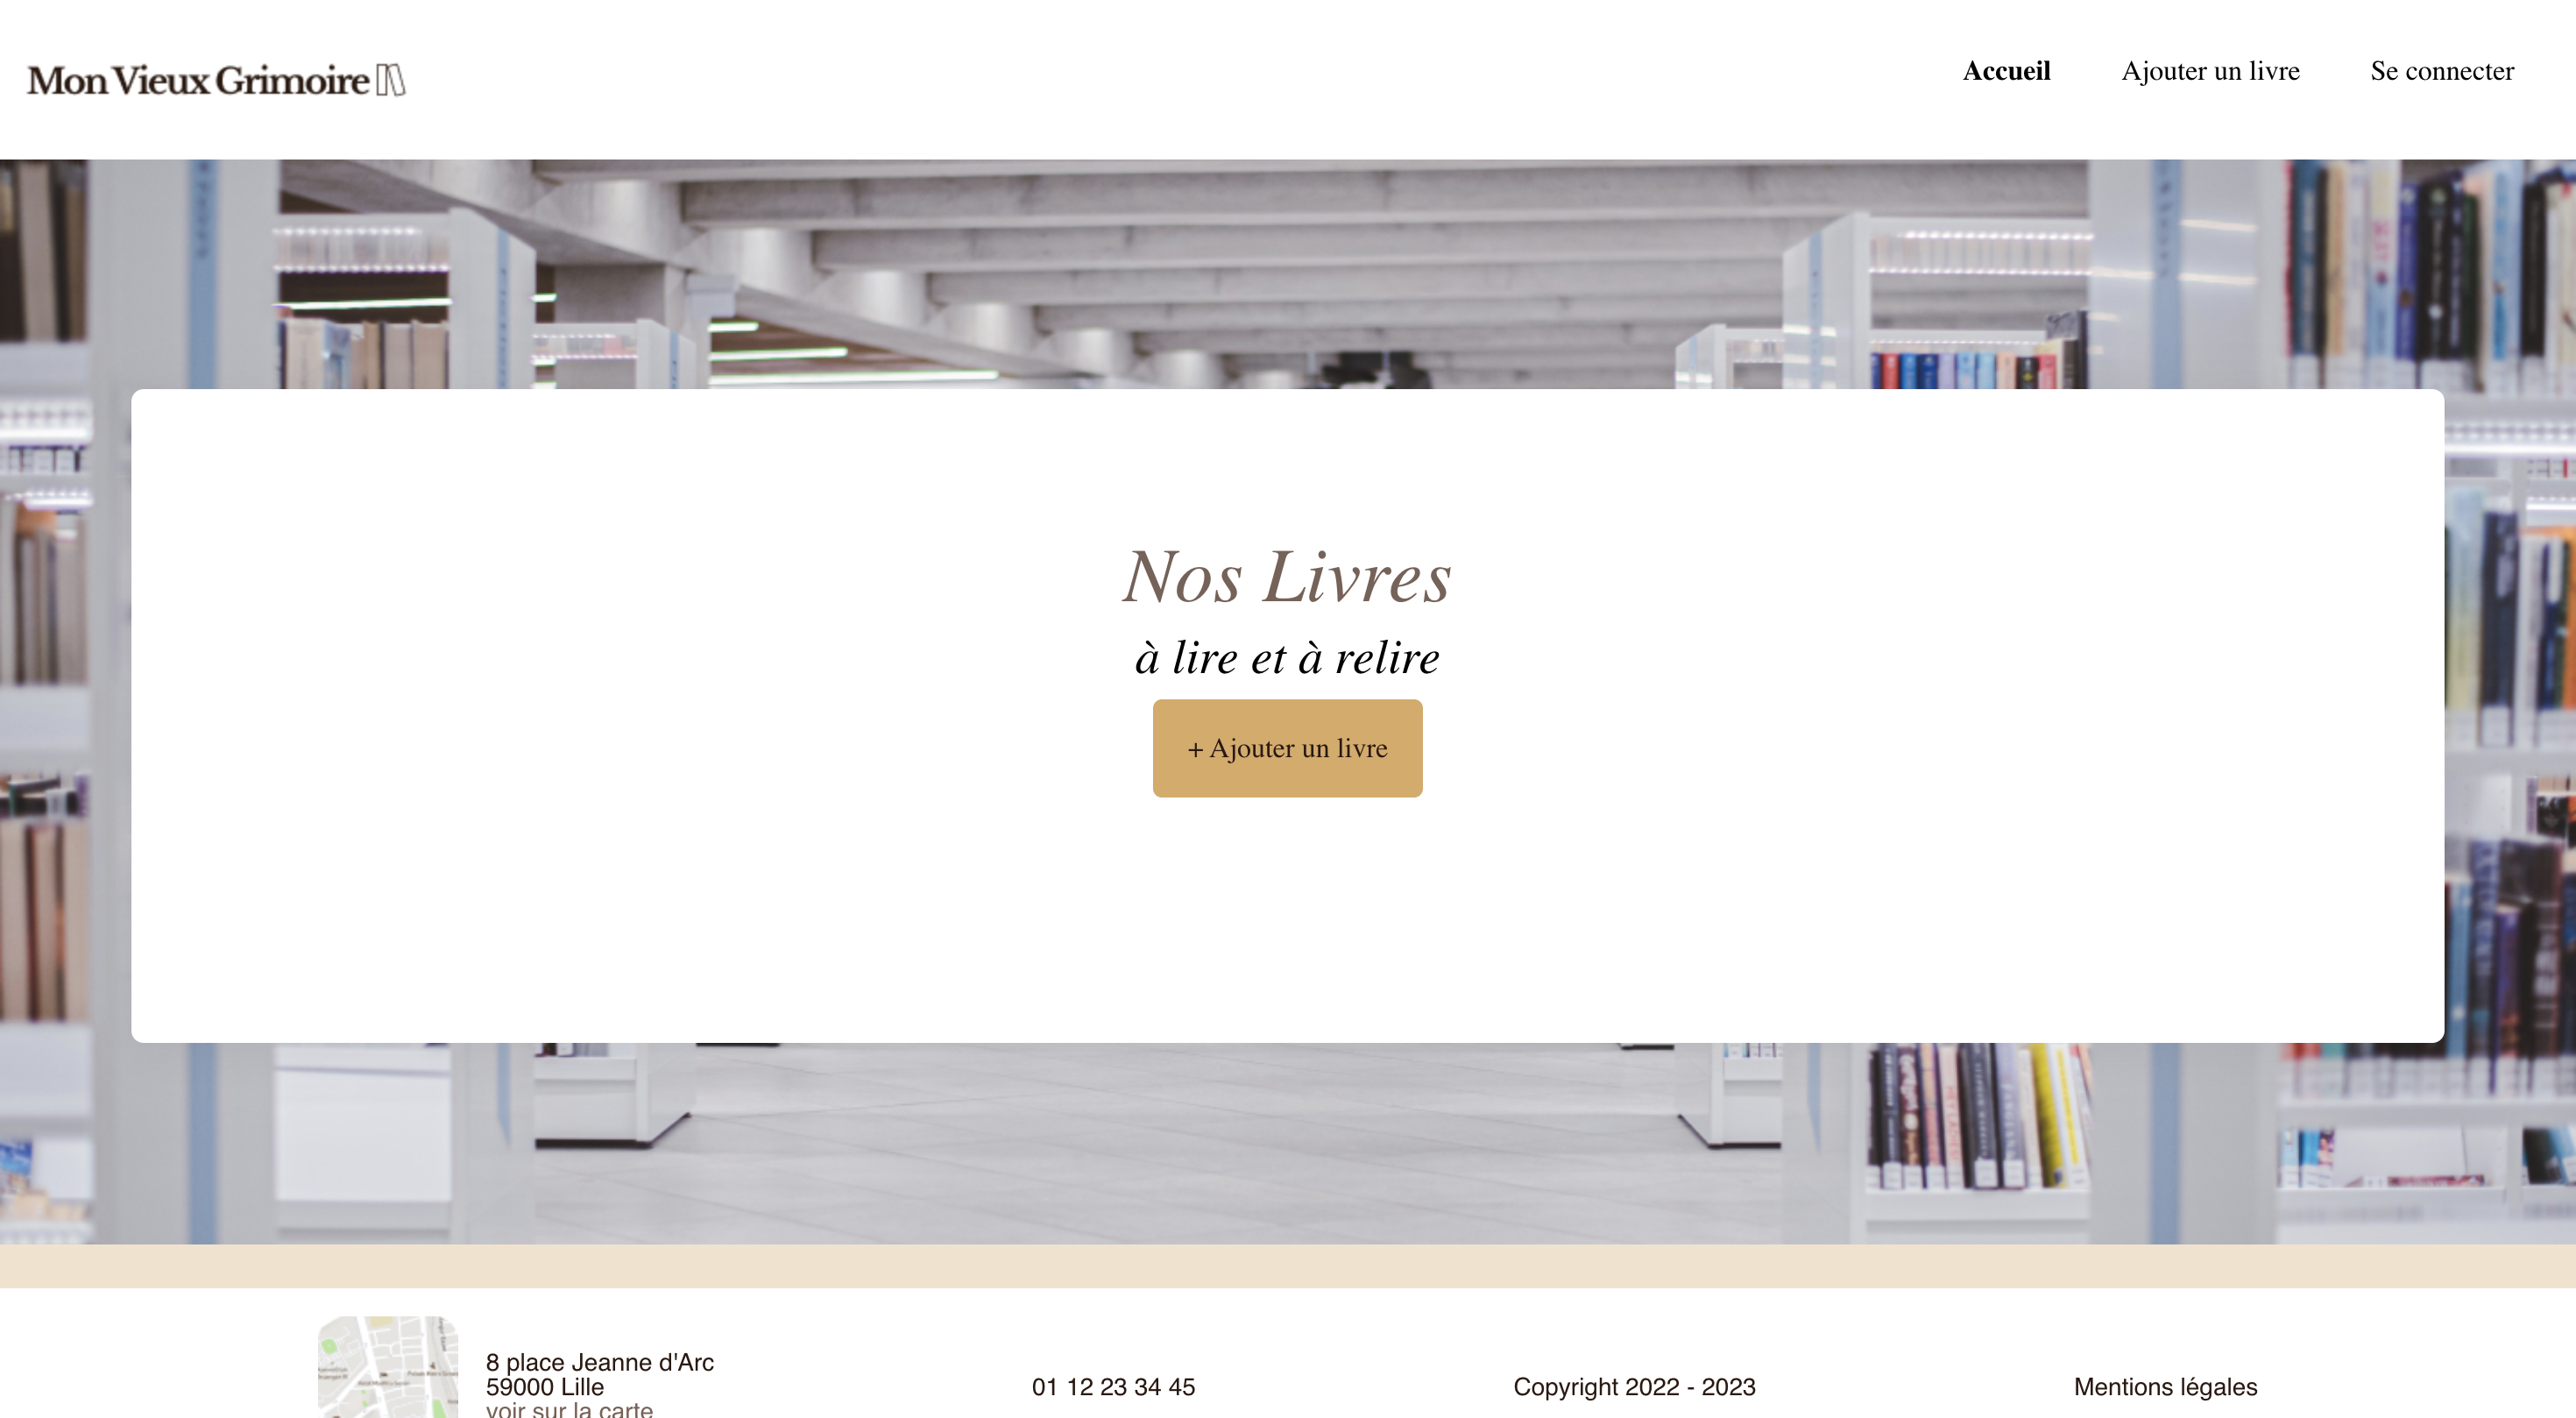 Mon Vieux Grimoire
Accueil
Ajouter un livre
Se connecter
Nos Livres
à lire et à relire
+ Ajouter un livre
8 place Jeanne d'Arc
59000 Lille
voir sur la carte
01 12 23 34 45
Copyright 2022 - 2023
Mentions légales